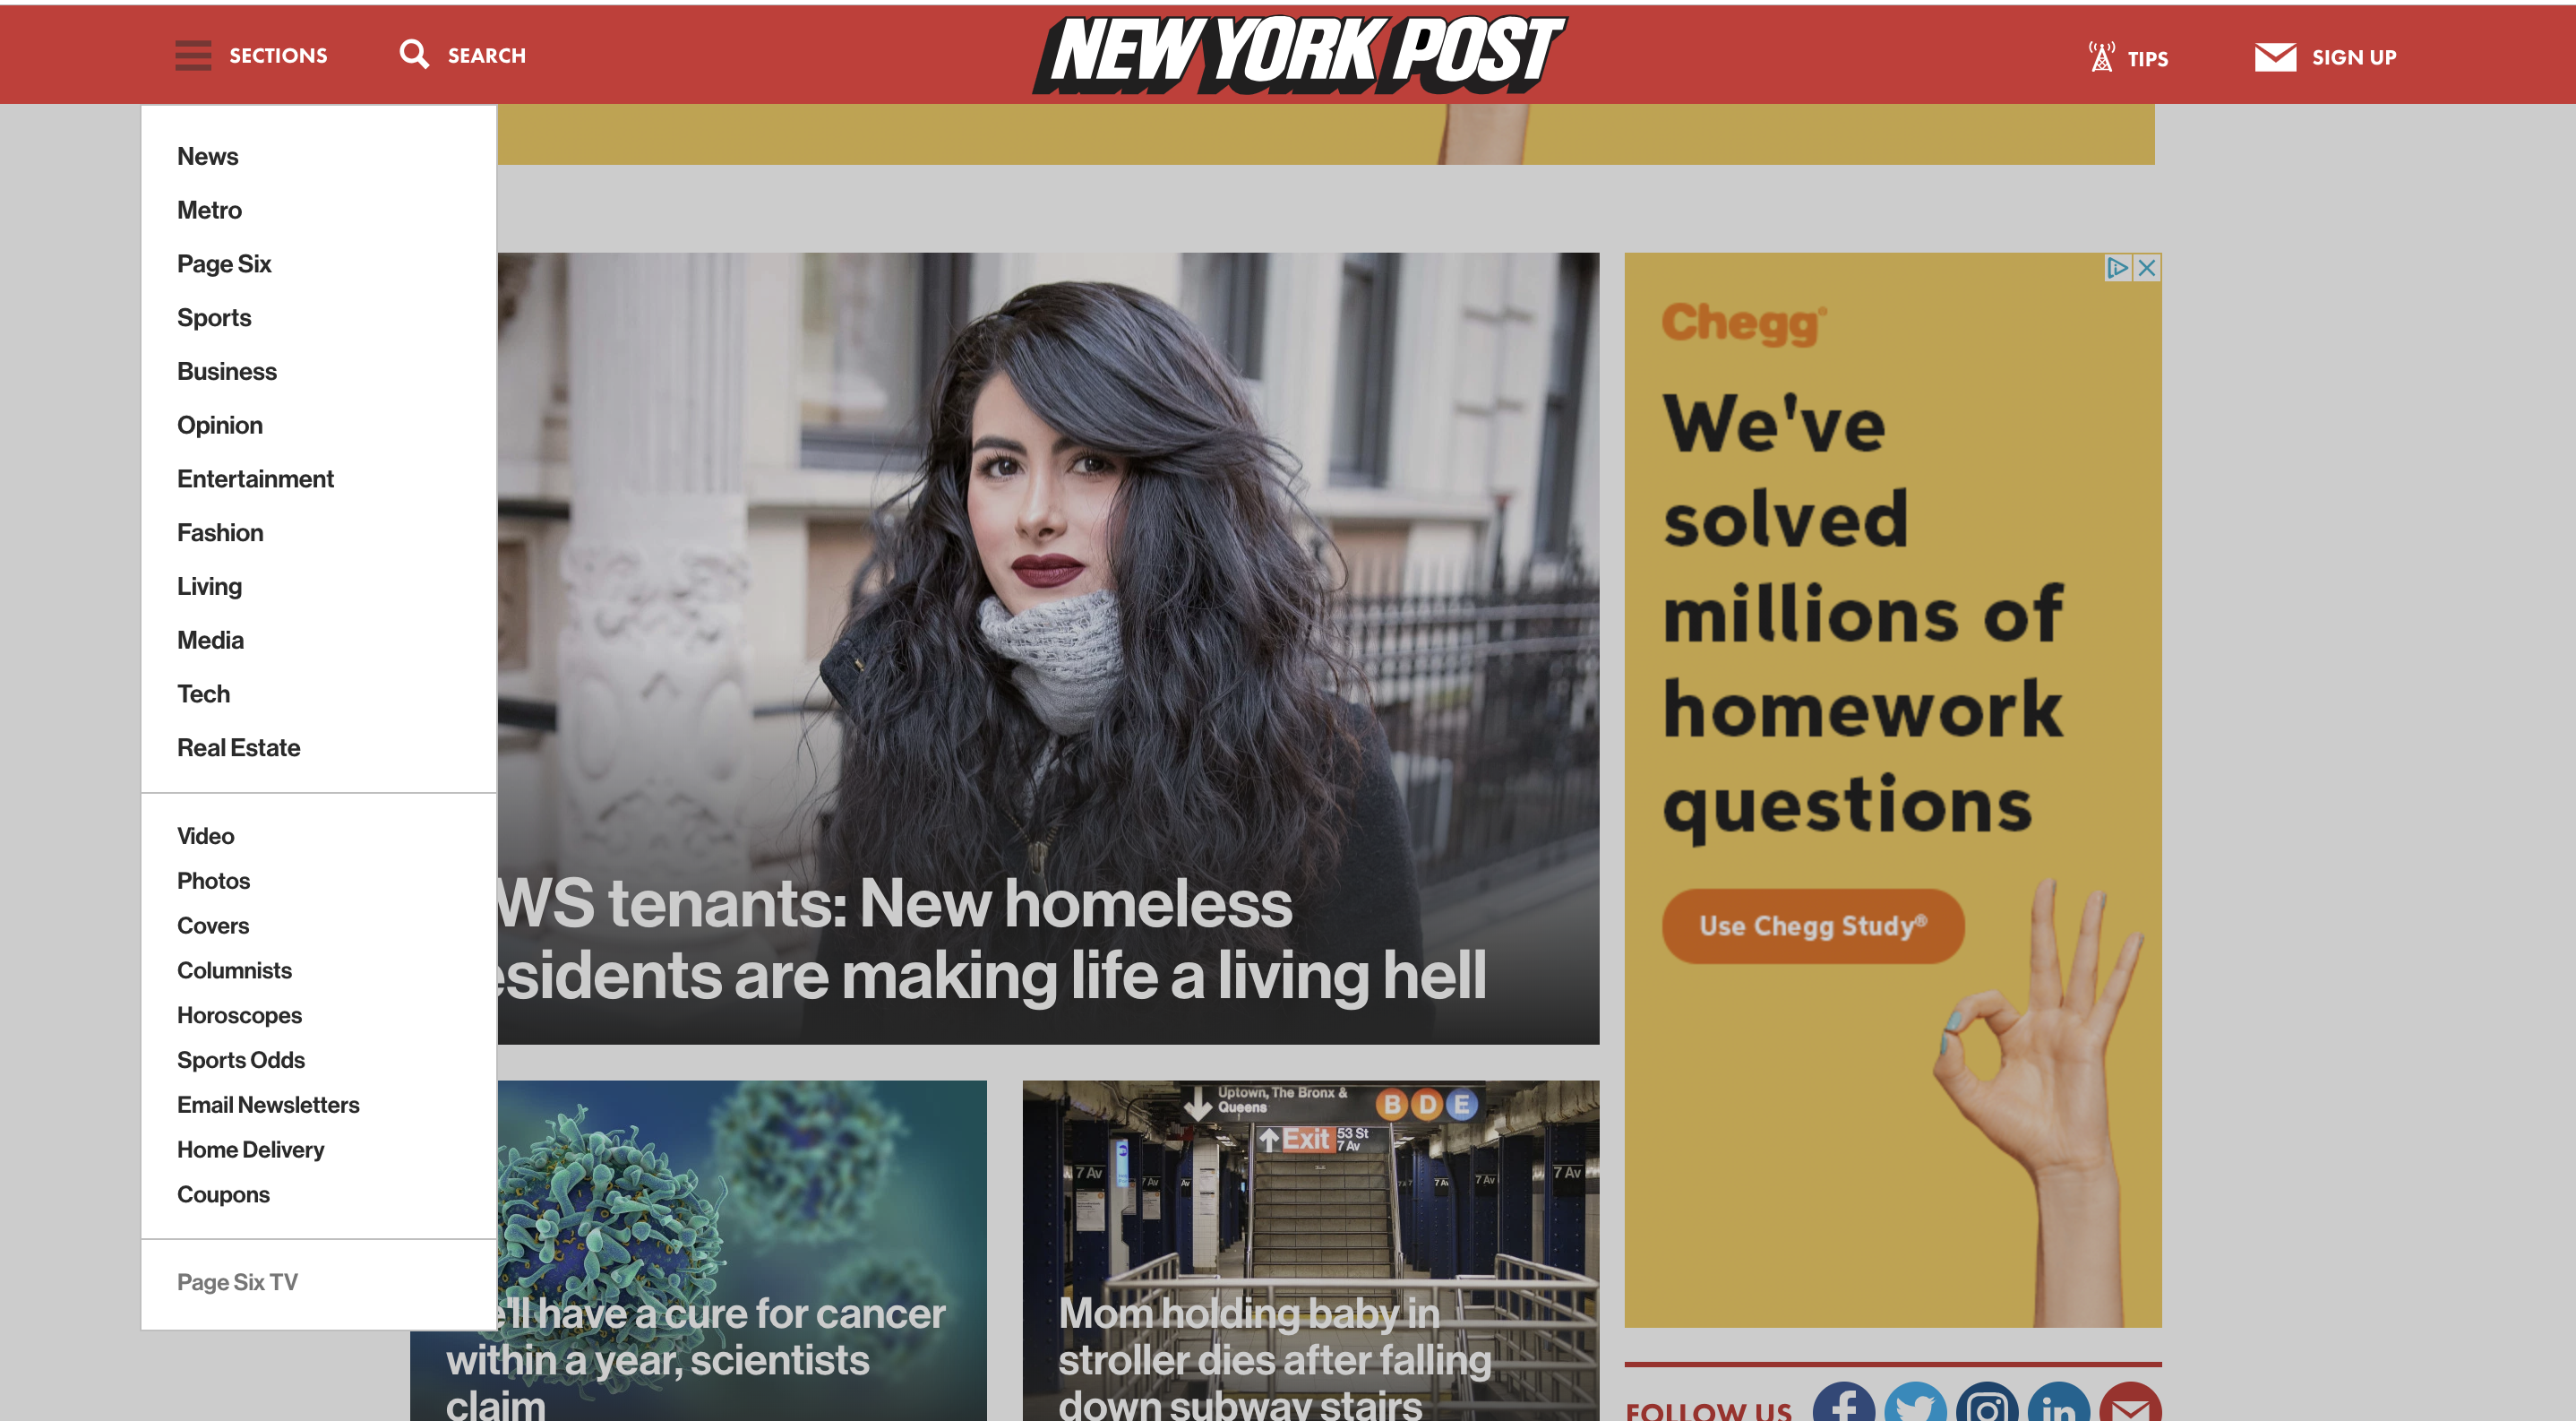 SECTIONS
SEARCH
NEW YORK POST
TIPS
SIGN UP
News
Metro
Page Six
Sports
Business
Opinion
Entertainment
Fashion
Living
Media
Tech
Real Estate
Video
Photos
Covers
Columnists
Horoscopes
Sports Odds
Email Newsletters
Home Delivery
Coupons
Page Six TV
WS tenants: New homeless
esidents are making life a living hell
Chegg®
We've
solved
millions of
homework
questions
Use Chegg Study®
e'll have a cure for cancer
within a year, scientists
claim
Uptown, The Bronx &
Queens
B D E
Exit 53 St
7 Av
7 Av
7 Av
Av
7 Av
7 Av
7 Av
Mom holding baby in
stroller dies after falling
down subway stairs
FOLLOW US